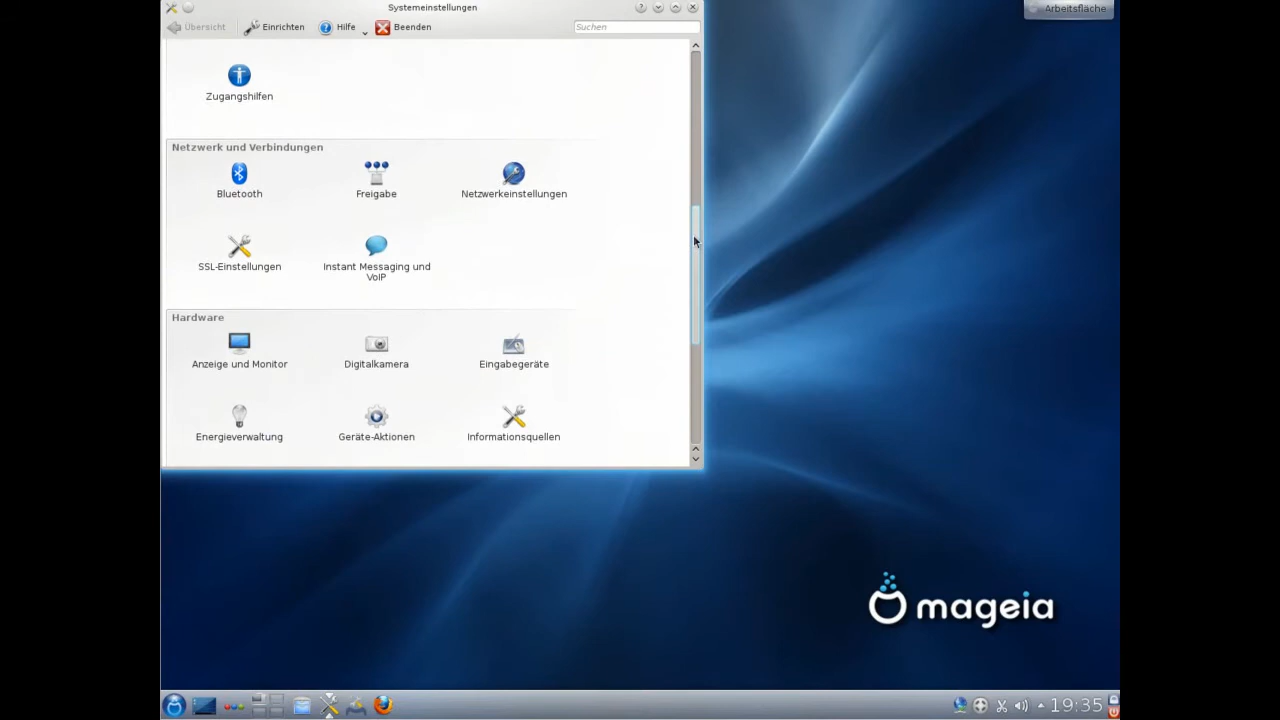 Systemeinstellungen
Arbeitsfläche
Übersicht Einrichten Hilfe Beenden Suchen
Zugangshilfen
Netzwerk und Verbindungen
Bluetooth Freigabe Netzwerkeinstellungen
SSL-Einstellungen Instant Messaging und VoIP
Hardware
Anzeige und Monitor Digitalkamera Eingabegeräte
Energieverwaltung Geräte-Aktionen Informationsquellen
mageia
19:35